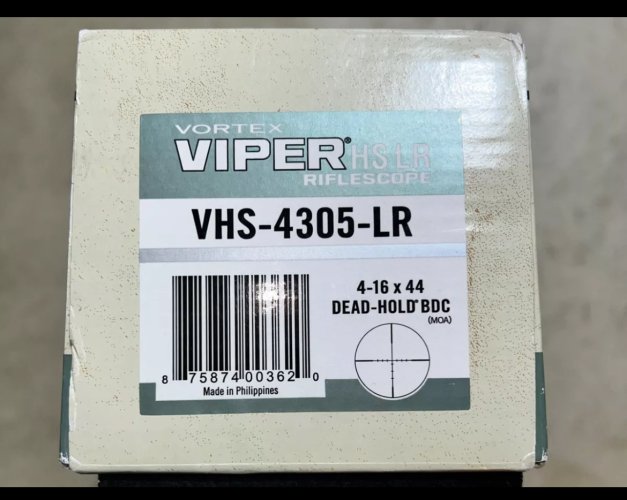 VORTEX
VIPER® HS LR
RIFLESCOPE
VHS-4305-LR
4-16 x 44
DEAD-HOLD™ BDC
(MOA)
8 75874 00362 0
Made in Philippines